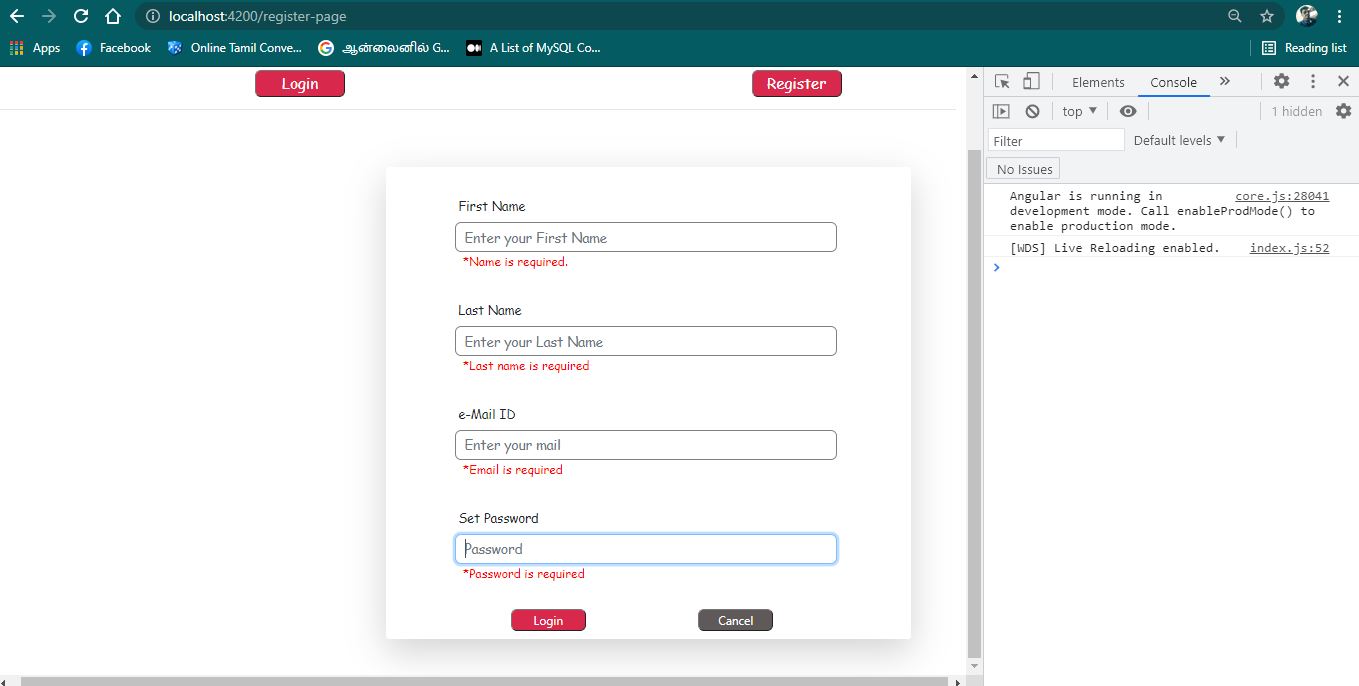 localhost:4200/register-page
Apps Facebook Online Tamil Conve... ஆன்லைனில் G... A List of MySQL Co... Reading list
Login Register
First Name
Enter your First Name
*Name is required.
Last Name
Enter your Last Name
*Last name is required
e-Mail ID
Enter your mail
*Email is required
Set Password
Password
*Password is required
Login Cancel
Elements Console
top 1 hidden
Filter Default levels
No Issues
Angular is running in core.js:28041
development mode. Call enableProdMode() to
enable production mode.
[WDS] Live Reloading enabled. index.js:52